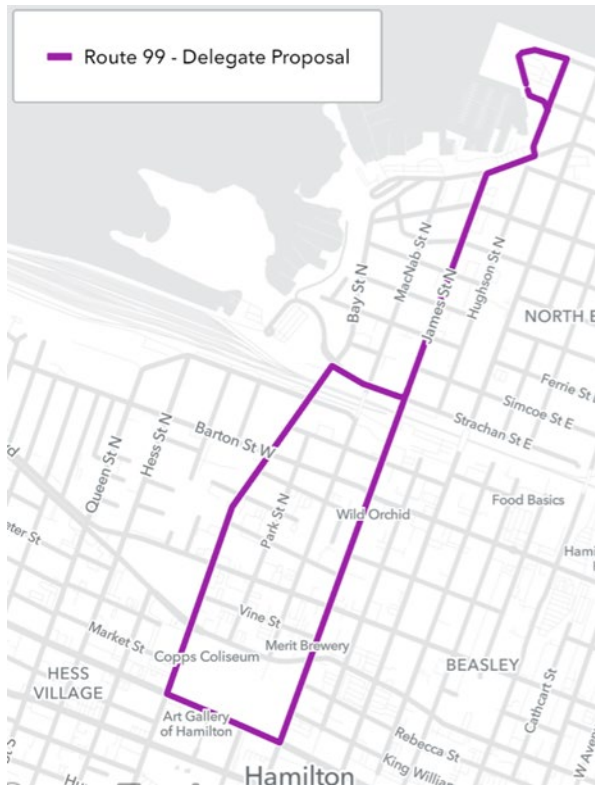 Route 99 - Delegate Proposal
MacNab St N
Hughson St N
Bay St N
James St N
NORTH E
Ferrie St E
Simcoe St E
Strachan St E
Barton St W
Hess St N
Queen St N
Park St N
Wild Orchid
Food Basics
Vine St
Market St
Merit Brewery
Copps Coliseum
BEASLEY
HESS
VILLAGE
Art Gallery
of Hamilton
Cathcart St
Rebecca St
King William
W Aven
Hamilton